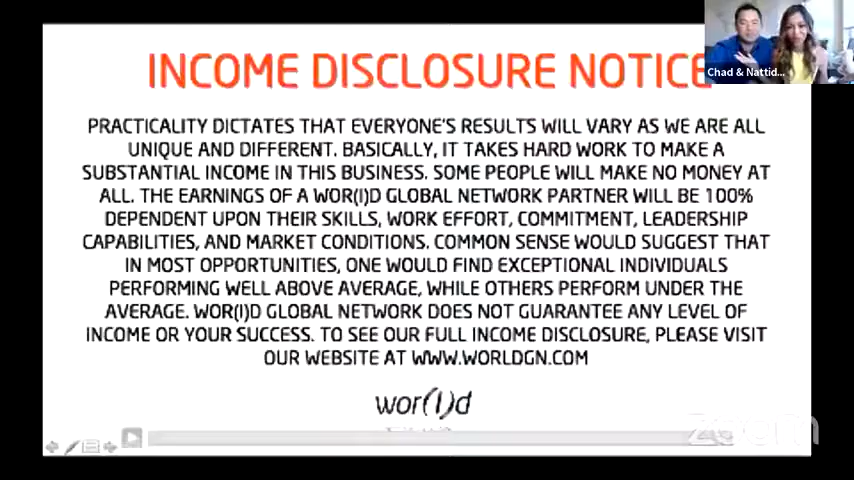 INCOME DISCLOSURE NOTICE
Chad & Nattid...
PRACTICALITY DICTATES THAT EVERYONE'S RESULTS WILL VARY AS WE ARE ALL
UNIQUE AND DIFFERENT. BASICALLY, IT TAKES HARD WORK TO MAKE A
SUBSTANTIAL INCOME IN THIS BUSINESS. SOME PEOPLE WILL MAKE NO MONEY AT
ALL. THE EARNINGS OF A WOR(I)D GLOBAL NETWORK PARTNER WILL BE 100%
DEPENDENT UPON THEIR SKILLS, WORK EFFORT, COMMITMENT, LEADERSHIP
CAPABILITIES, AND MARKET CONDITIONS. COMMON SENSE WOULD SUGGEST THAT
IN MOST OPPORTUNITIES, ONE WOULD FIND EXCEPTIONAL INDIVIDUALS
PERFORMING WELL ABOVE AVERAGE, WHILE OTHERS PERFORM UNDER THE
AVERAGE. WOR(I)D GLOBAL NETWORK DOES NOT GUARANTEE ANY LEVEL OF
INCOME OR YOUR SUCCESS. TO SEE OUR FULL INCOME DISCLOSURE, PLEASE VISIT
OUR WEBSITE AT WWW.WORLDGN.COM
wor(l)d
zoom